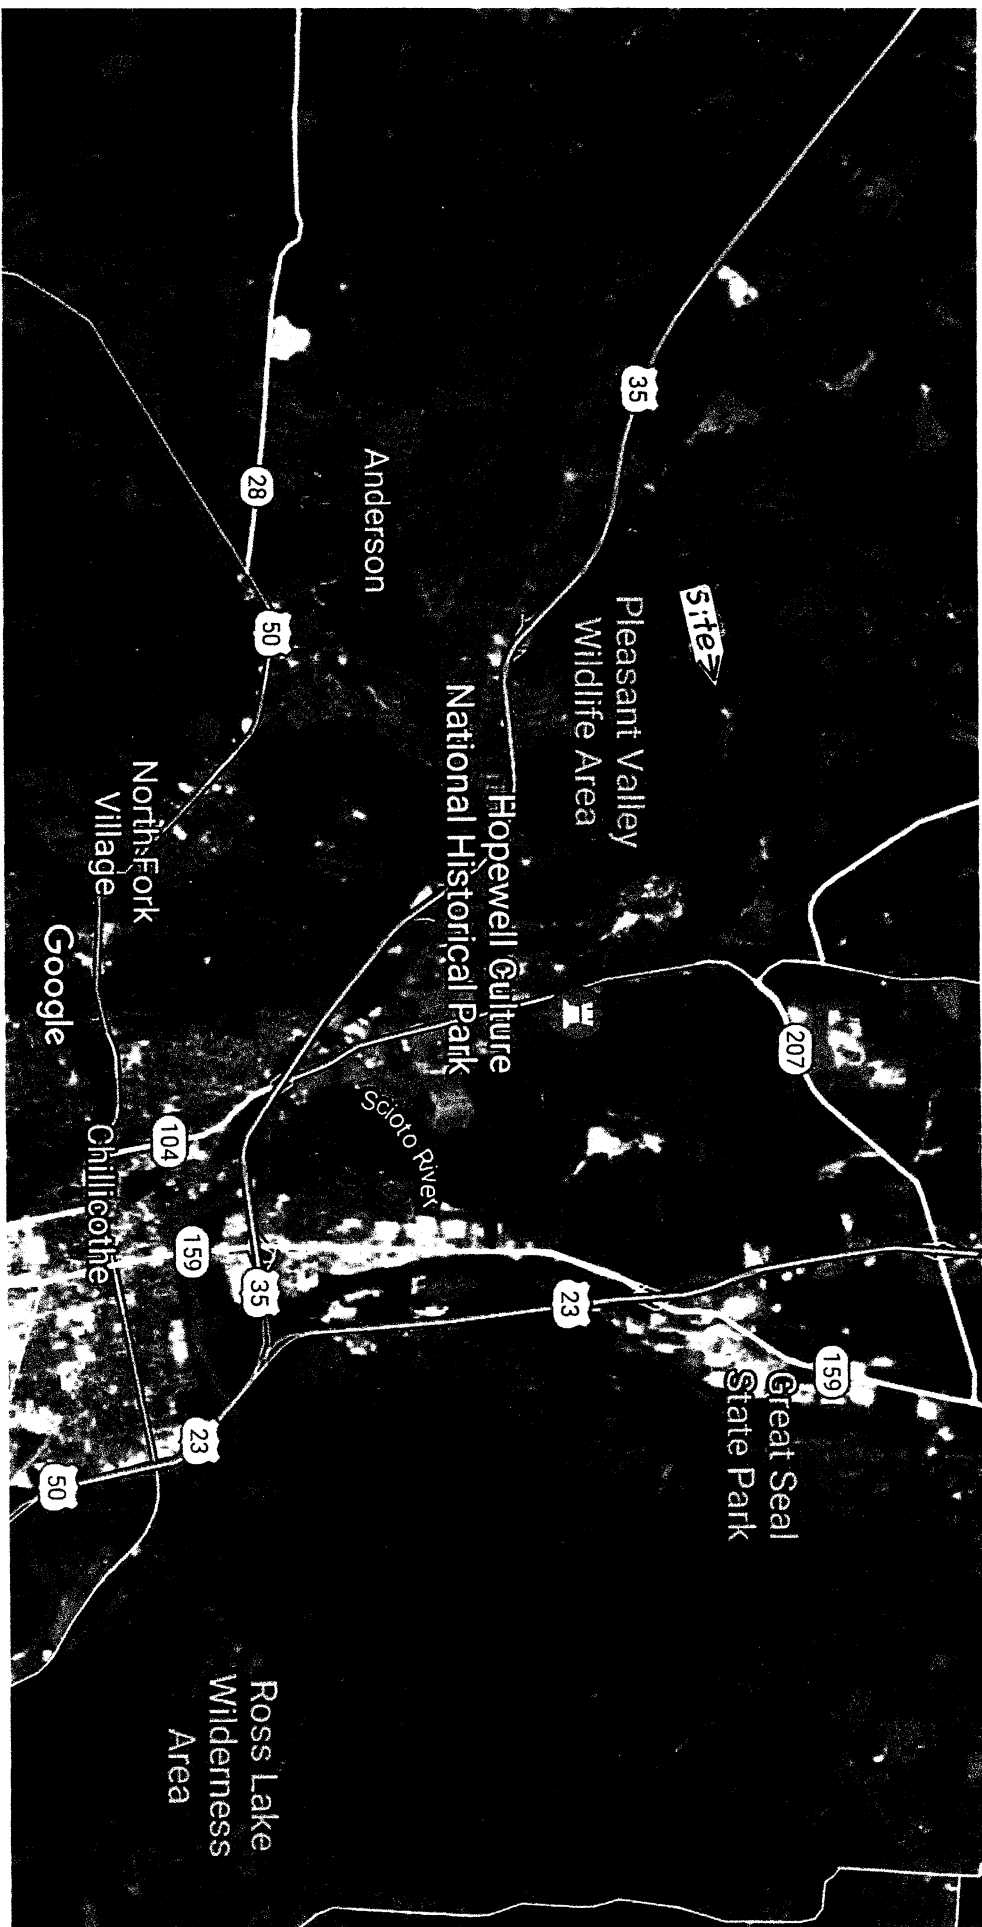 35
Site
207
Pleasant Valley
Wildlife Area
Great Seal
State Park
159
23
Hopewell Culture
National Historical Park
Scioto River
Anderson
28
50
35
159
104
23
North Fork
Village
Chillicothe
Google
50
Ross Lake
Wilderness
Area